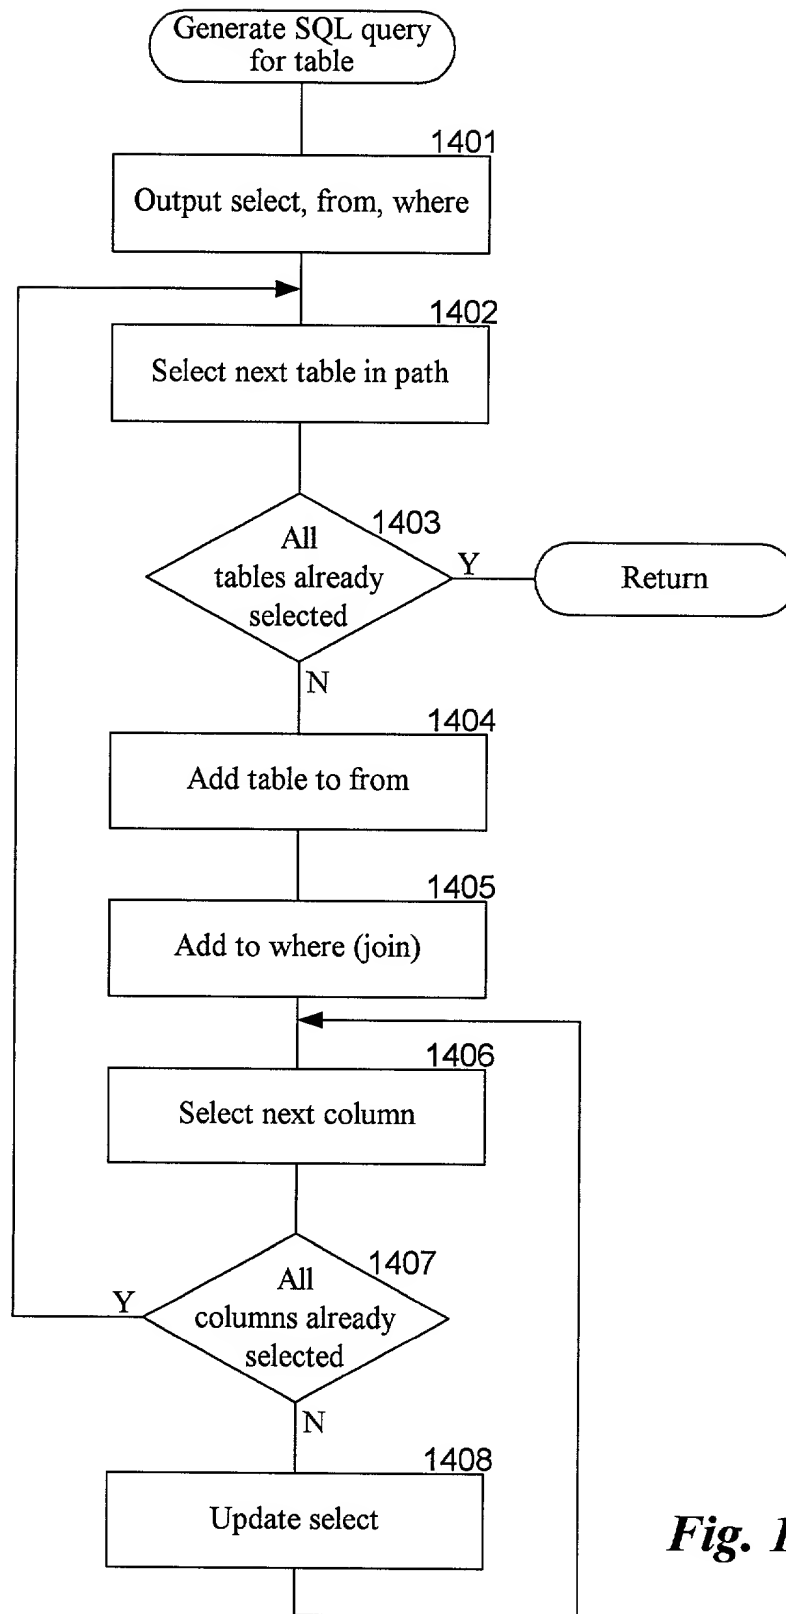 Generate SQL query
for table
1401
Output select, from, where
1402
Select next table in path
1403
All
tables already
selected
Y
Return
N
1404
Add table to from
1405
Add to where (join)
1406
Select next column
1407
All
columns already
selected
Y
N
1408
Update select
Fig.